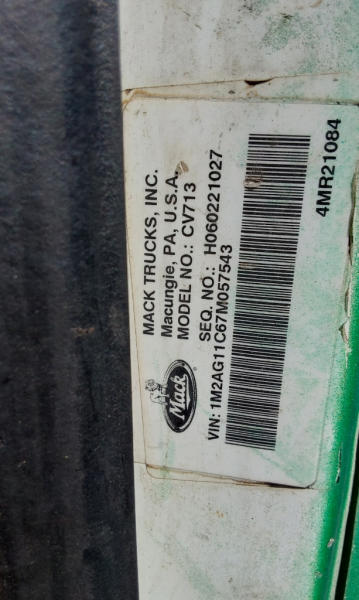 MACK TRUCKS, INC.
Macungie, PA, U.S.A.
MODEL NO.: CV713
SEQ. NO.: H060221027
Mack
VIN: 1M2AG11C67M057543
4MR21084